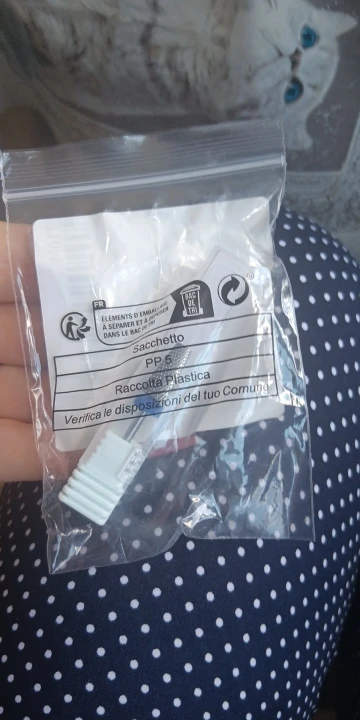 FR
ÉLÉMENTS D'EMBALLAGE
À SÉPARER ET À DÉPOSER
DANS LE BAC DE TRI
BAC
DE
TRI
sacchetto
PP 5
Raccolta Plastica
Verifica le disposizioni del tuo Comune